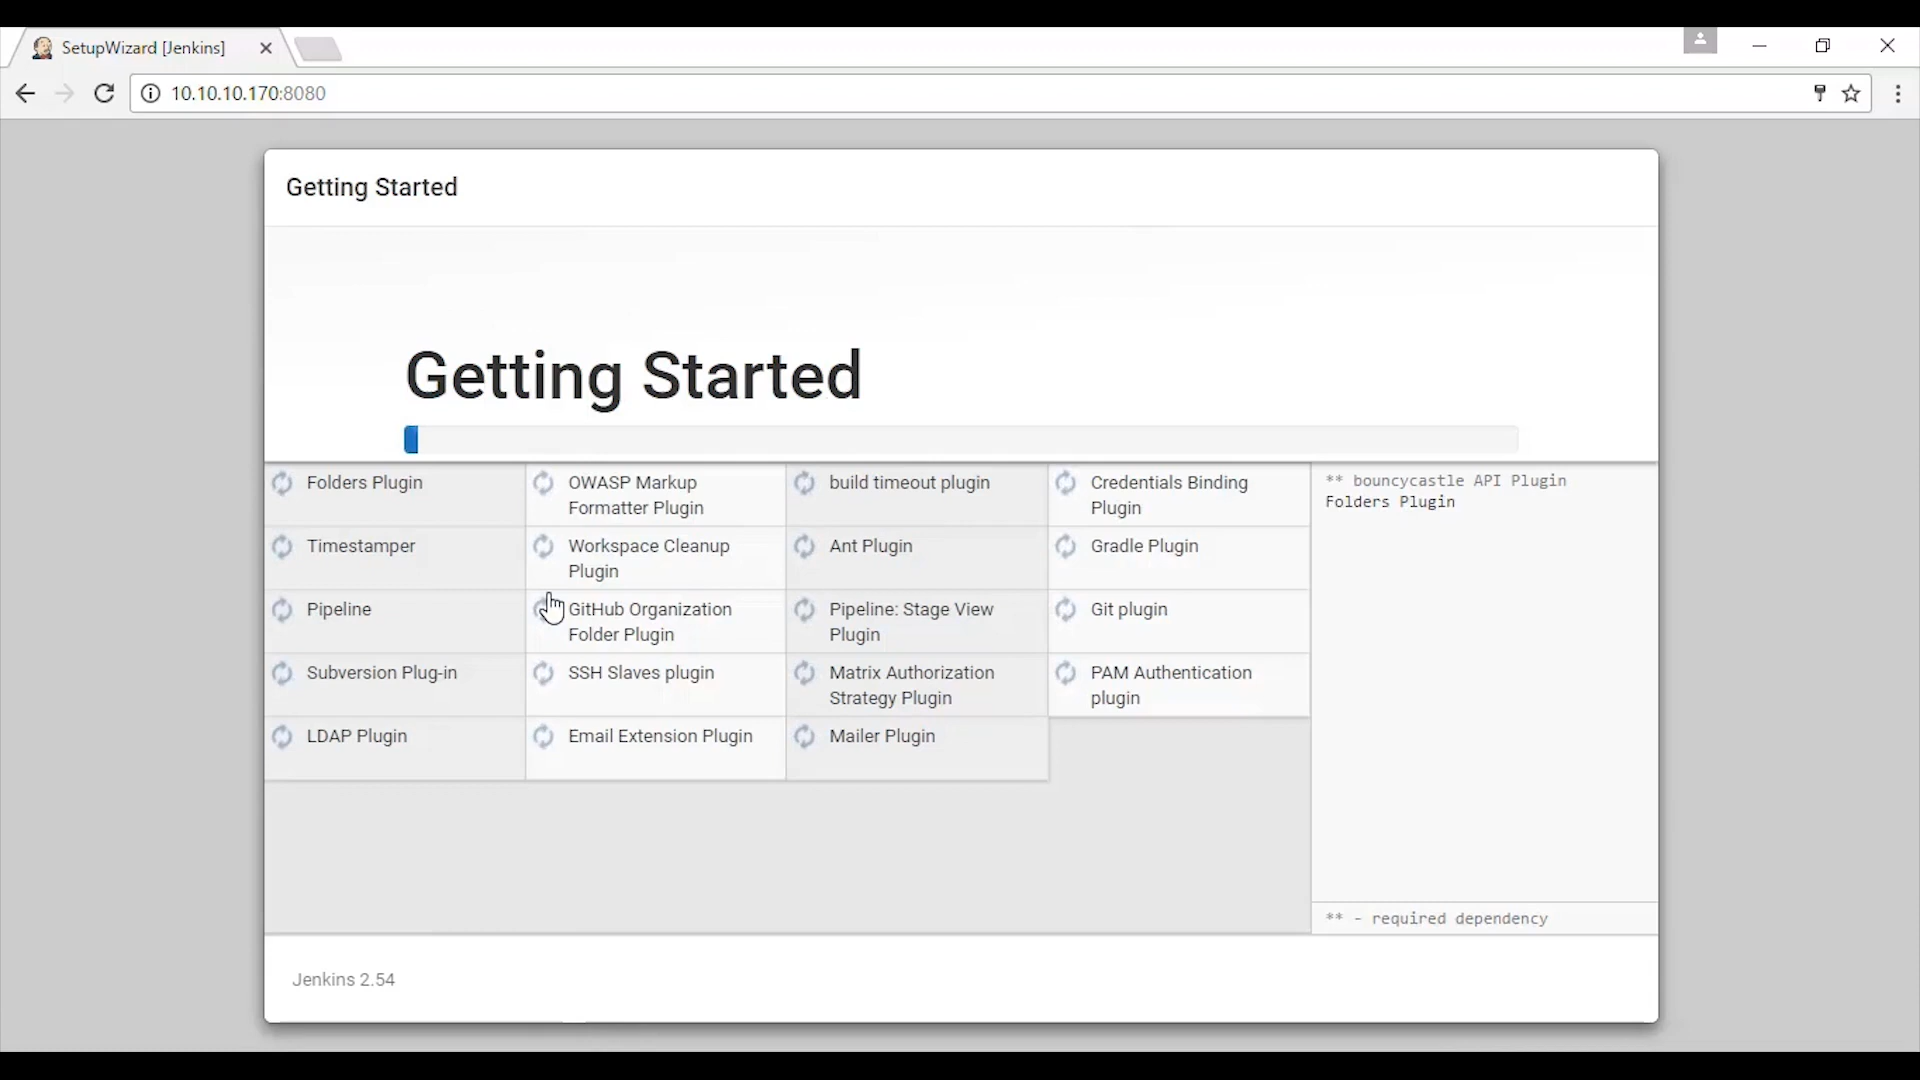 SetupWizard [Jenkins]
10.10.10.170:8080
Getting Started
Getting Started
Folders Plugin
OWASP Markup
Formatter Plugin
build timeout plugin
Credentials Binding
Plugin
Timestamper
Workspace Cleanup
Plugin
Ant Plugin
Gradle Plugin
Pipeline
GitHub Organization
Folder Plugin
Pipeline: Stage View
Plugin
Git plugin
Subversion Plug-in
SSH Slaves plugin
Matrix Authorization
Strategy Plugin
PAM Authentication
plugin
LDAP Plugin
Email Extension Plugin
Mailer Plugin
** bouncycastle API Plugin
Folders Plugin
** - required dependency
Jenkins 2.54